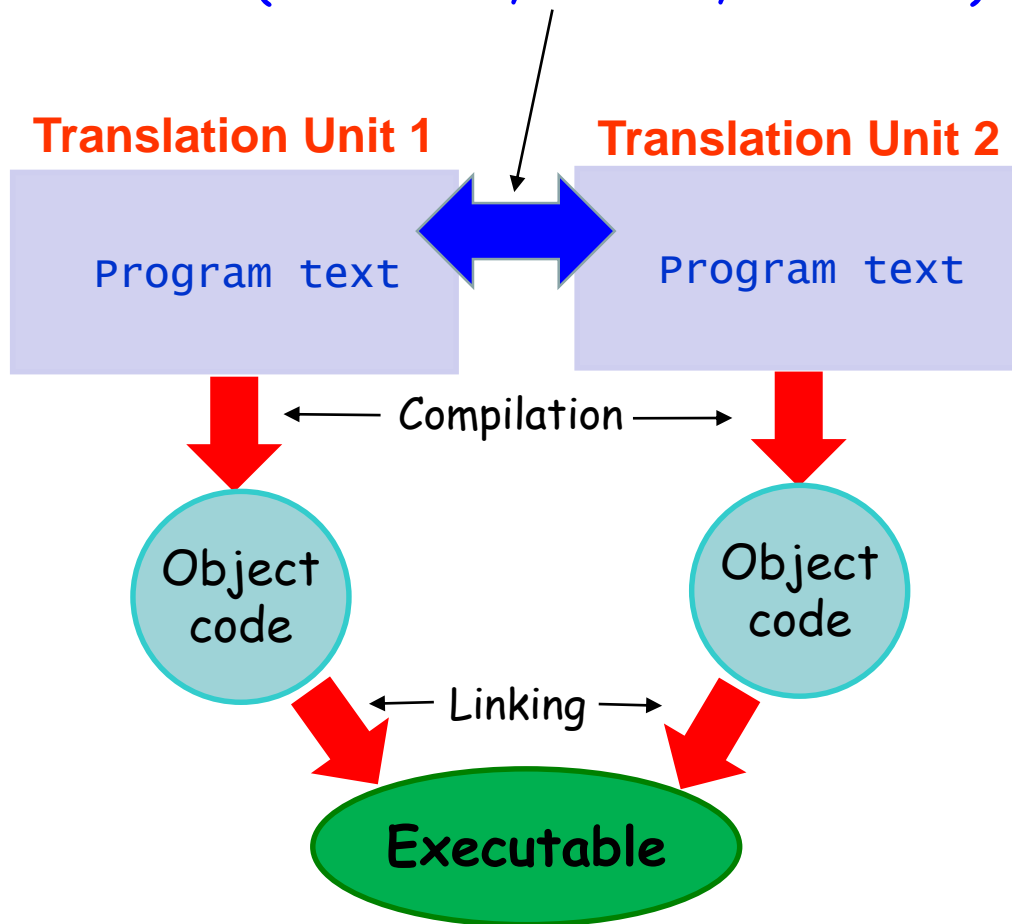 Translation Unit 1
Translation Unit 2
Program text
Program text
Compilation
Object
code
Object
code
Linking
Executable